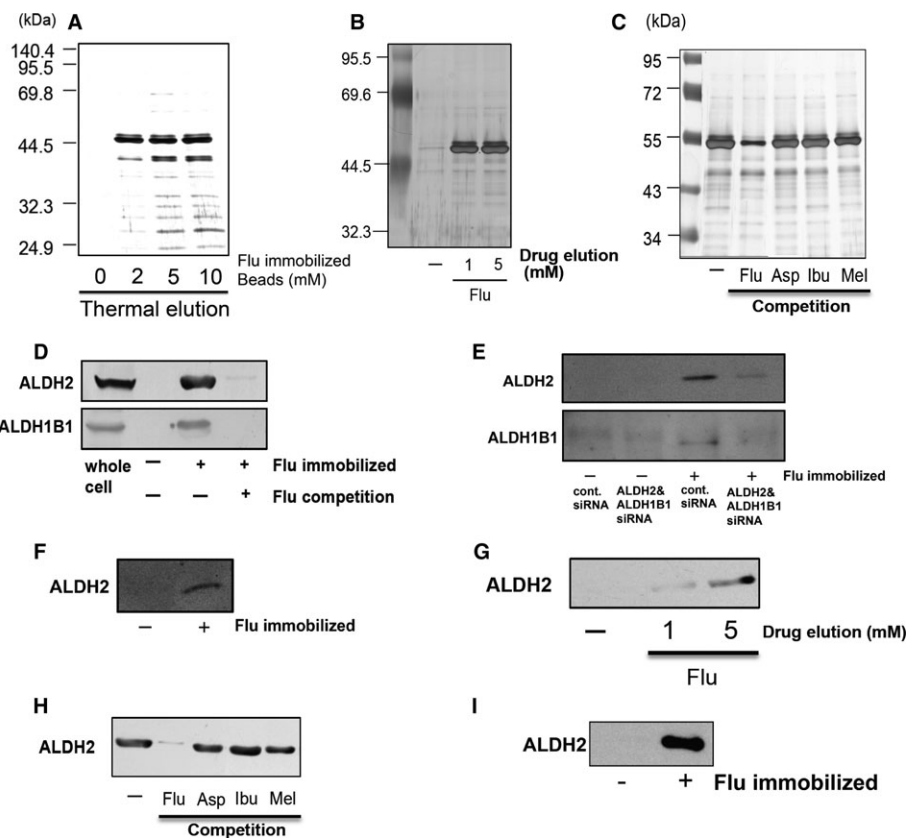 A
(kDa)
140.4
95.5
69.8
44.5
32.3
24.9
0 2 5 10
Flu immobilized
Beads (mM)
Thermal elution
B
95.5
69.6
44.5
32.3
— 1 5
Drug elution
(mM)
Flu
C
(kDa)
95
72
55
43
34
— Flu Asp Ibu Mel
Competition
D
ALDH2
ALDH1B1
whole
cell
— + + Flu immobilized
— — + Flu competition
E
ALDH2
ALDH1B1
— — + + Flu immobilized
cont.
siRNA
ALDH2&
ALDH1B1
siRNA
cont.
siRNA
ALDH2&
ALDH1B1
siRNA
F
ALDH2
— + Flu immobilized
G
ALDH2
— 1 5 Drug elution (mM)
Flu
H
ALDH2
— Flu Asp Ibu Mel
Competition
I
ALDH2
- + Flu immobilized